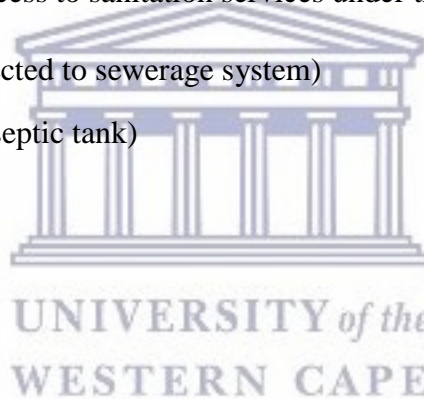 cess to sanitation services under t
cted to sewerage system)
eptic tank)
UNIVERSITY of the
WESTERN CAPE